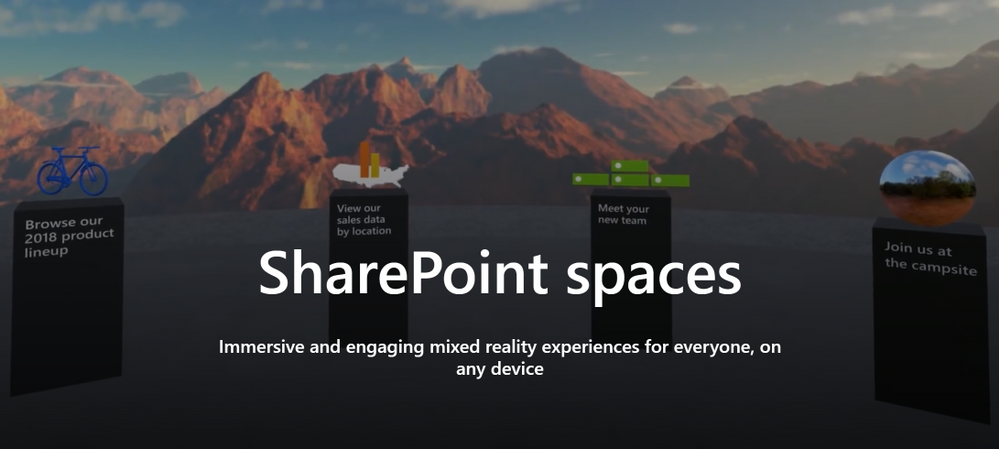 Browse our
2018 product
lineup
View our
sales data
by location
Meet your
new team
Join us at
the campsite
SharePoint spaces
Immersive and engaging mixed reality experiences for everyone, on
any device